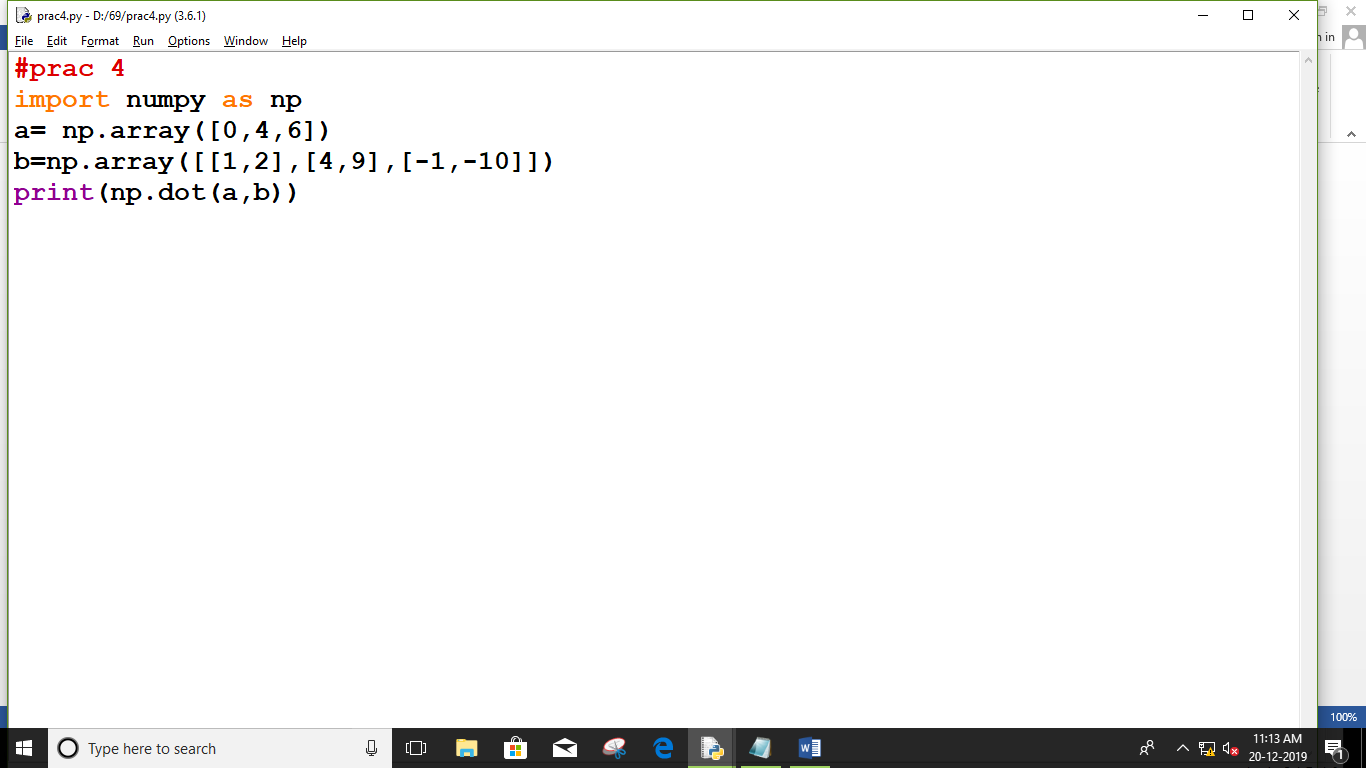 prac4.py - D:/69/prac4.py (3.6.1)
File Edit Format Run Options Window Help
in
#prac 4
import numpy as np
a= np.array([0,4,6])
b=np.array([[1,2],[4,9],[-1,-10]])
print(np.dot(a,b))
100%
Type here to search
11:13 AM
20-12-2019
1